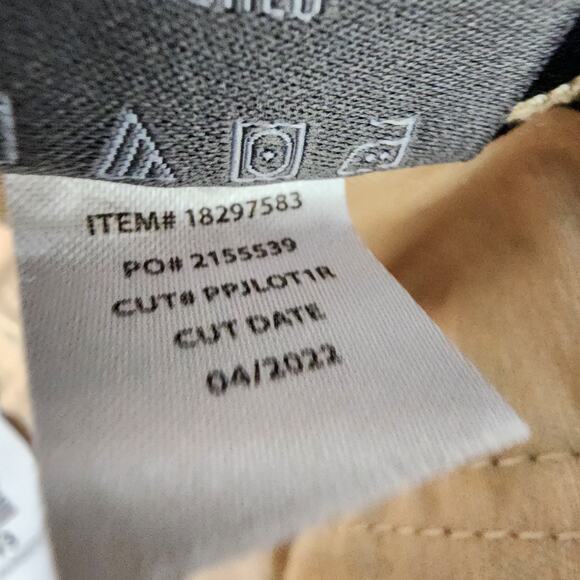 ITEM# 18297583
PO# 2155539
CUT# PPJLOT1R
CUT DATE
04/2022